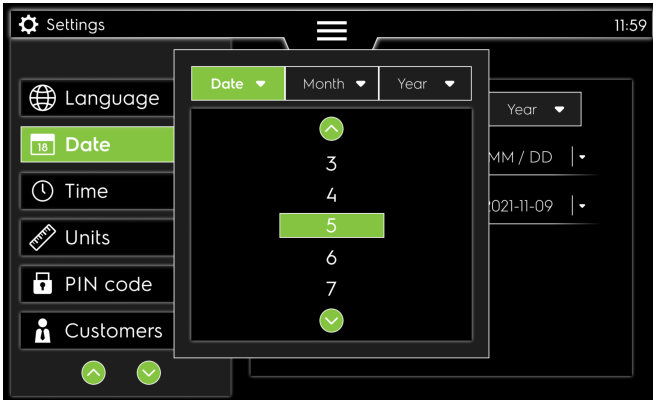 Settings
11:59
Language
18
Date
Time
Units
PIN code
Customers
Date Month Year
3
4
5
6
7
Year
MM / DD
021-11-09